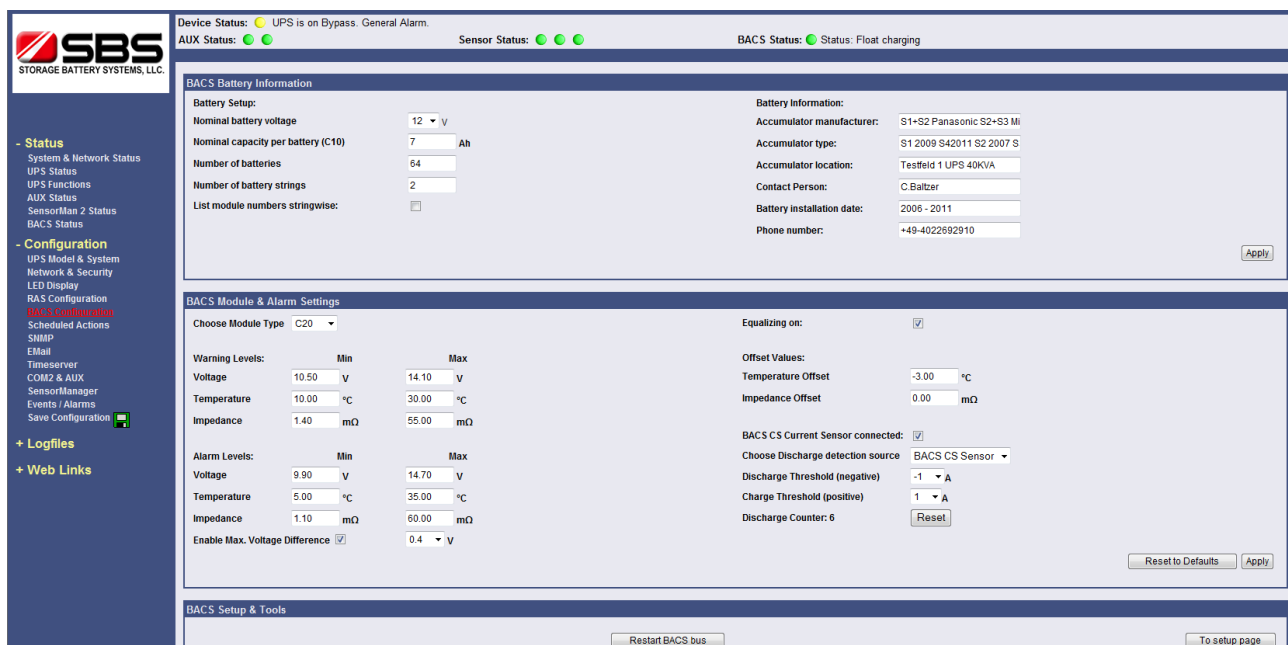 SBS
STORAGE BATTERY SYSTEMS, LLC.
Device Status: UPS is on Bypass. General Alarm.
AUX Status: Sensor Status: BACS Status: Status: Float charging
- Status
System & Network Status
UPS Status
UPS Functions
AUX Status
SensorMan 2 Status
BACS Status
- Configuration
UPS Model & System
Network & Security
LED Display
RAS Configuration
BACS Configuration
Scheduled Actions
SNMP
EMail
Timeserver
COM2 & AUX
SensorManager
Events / Alarms
Save Configuration
+ Logfiles
+ Web Links
BACS Battery Information
Battery Setup:
Nominal battery voltage 12 V
Nominal capacity per battery (C10) 7 Ah
Number of batteries 64
Number of battery strings 2
List module numbers stringwise:
Battery Information:
Accumulator manufacturer: S1+S2 Panasonic S2+S3 Mi
Accumulator type: S1 2009 S42011 S2 2007 S
Accumulator location: Testfeld 1 UPS 40KVA
Contact Person: C.Baltzer
Battery installation date: 2006 - 2011
Phone number: +49-4022692910
Apply
BACS Module & Alarm Settings
Choose Module Type C20
Warning Levels: Min Max
Voltage 10.50 V 14.10 V
Temperature 10.00 °C 30.00 °C
Impedance 1.40 mΩ 55.00 mΩ
Alarm Levels: Min Max
Voltage 9.90 V 14.70 V
Temperature 5.00 °C 35.00 °C
Impedance 1.10 mΩ 60.00 mΩ
Enable Max. Voltage Difference 0.4 V
Equalizing on:
Offset Values:
Temperature Offset -3.00 °C
Impedance Offset 0.00 mΩ
BACS CS Current Sensor connected:
Choose Discharge detection source BACS CS Sensor
Discharge Threshold (negative) -1 A
Charge Threshold (positive) 1 A
Discharge Counter: 6 Reset
Reset to Defaults Apply
BACS Setup & Tools
Restart BACS bus To setup page